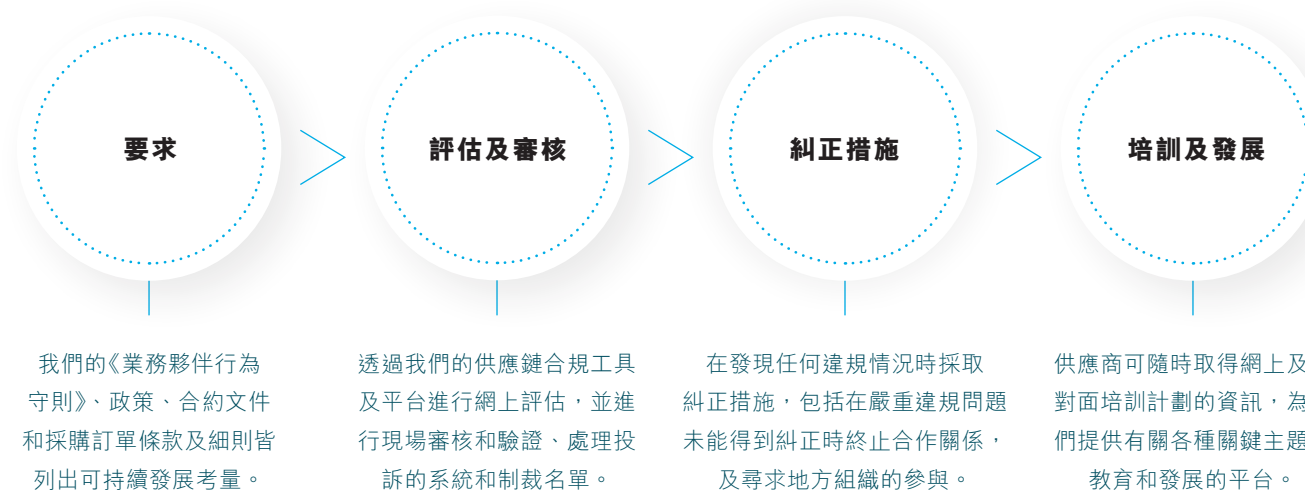 要求
我們的《業務夥伴行為
守則》、政策、合約文件
和採購訂單條款及細則皆
列出可持續發展考量。
評估及審核
透過我們的供應鏈合規工具
及平台進行網上評估，並進
行現場審核和驗證、處理投
訴的系統和制裁名單。
糾正措施
在發現任何違規情況時採取
糾正措施，包括在嚴重違規問題
未能得到糾正時終止合作關係，
及尋求地方組織的參與。
培訓及發展
供應商可隨時取得網上及
對面培訓計劃的資訊，為
們提供有關各種關鍵主題
教育和發展的平台。